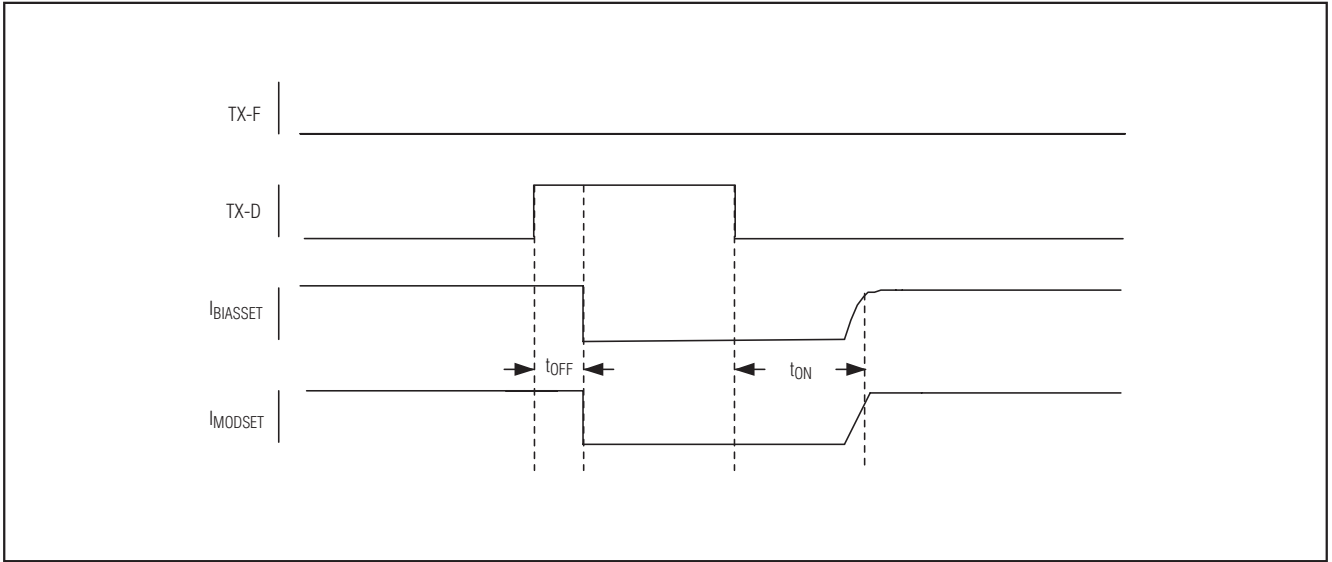 TX-F
TX-D
IBIASSET
tOFF
tON
IMODSET